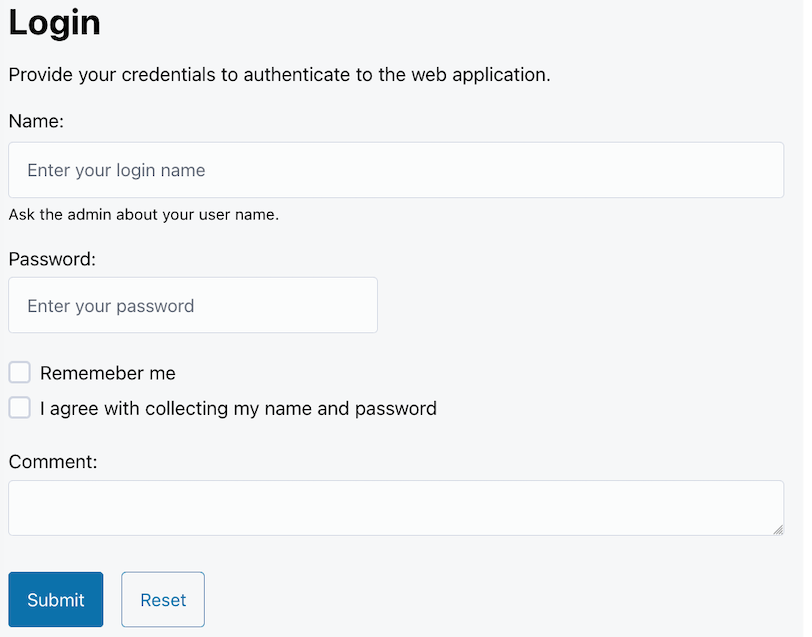 Login
Provide your credentials to authenticate to the web application.
Name:
Enter your login name
Ask the admin about your user name.
Password:
Enter your password
Rememeber me
I agree with collecting my name and password
Comment:
Submit Reset